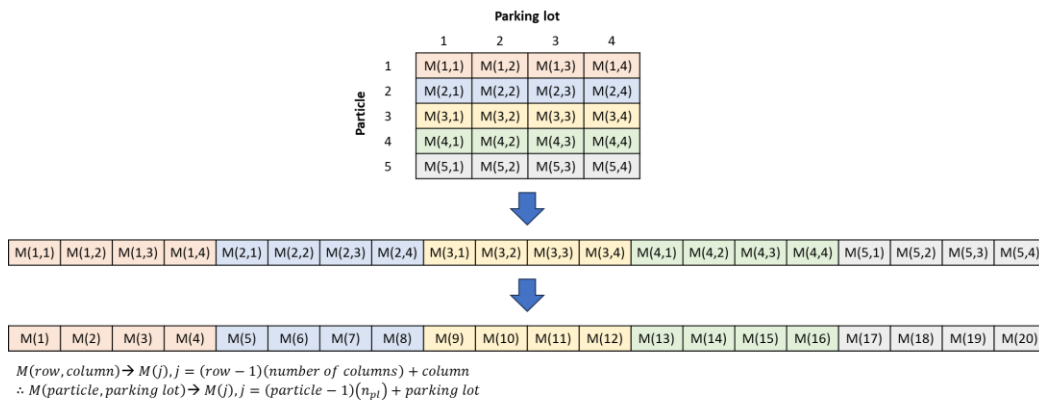 Parking lot
1 2 3 4
Particle
1 M(1,1) M(1,2) M(1,3) M(1,4)
2 M(2,1) M(2,2) M(2,3) M(2,4)
3 M(3,1) M(3,2) M(3,3) M(3,4)
4 M(4,1) M(4,2) M(4,3) M(4,4)
5 M(5,1) M(5,2) M(5,3) M(5,4)
M(1,1) M(1,2) M(1,3) M(1,4) M(2,1) M(2,2) M(2,3) M(2,4) M(3,1) M(3,2) M(3,3) M(3,4) M(4,1) M(4,2) M(4,3) M(4,4) M(5,1) M(5,2) M(5,3) M(5,4)
M(1) M(2) M(3) M(4) M(5) M(6) M(7) M(8) M(9) M(10) M(11) M(12) M(13) M(14) M(15) M(16) M(17) M(18) M(19) M(20)
M(row, column) → M(j), j = (row − 1)(number of columns) + column
∴ M(particle, parking lot) → M(j), j = (particle − 1)(n_pl) + parking lot